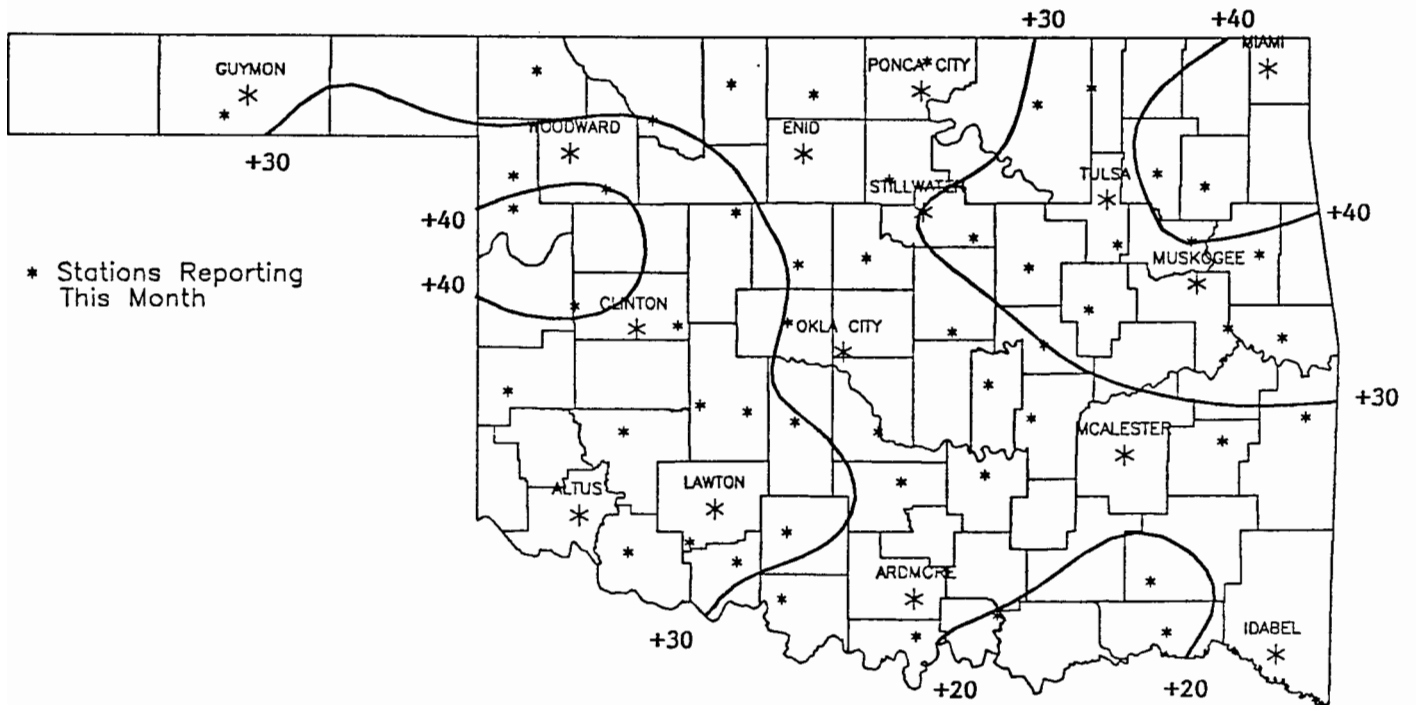 +30
+40
MIAMI
GUYMON
PONCA CITY
+30
WOODWARD
ENID
TULSA
STILLWATER
+40
+40
MUSKOGEE
* Stations Reporting
This Month
+40
CLINTON
OKLA CITY
+30
MCALESTER
ALTUS
LAWTON
ARDMORE
IDABEL
+30
+20
+20